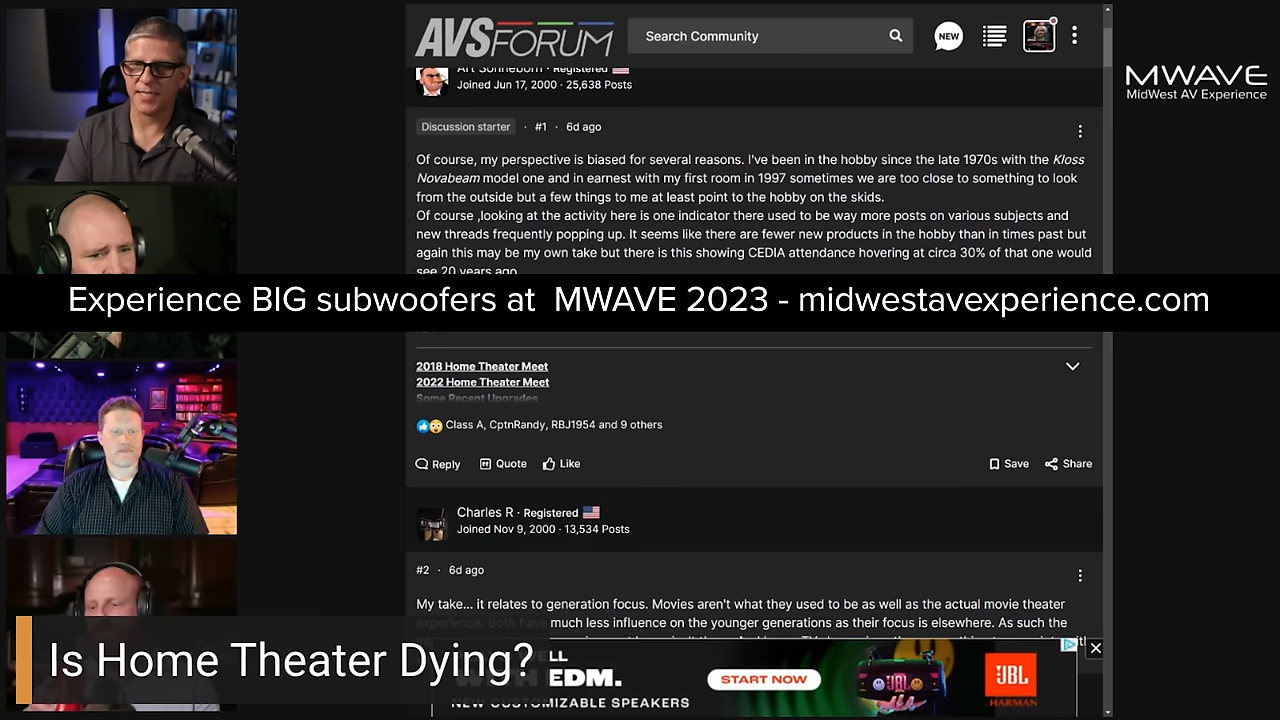 AVSFORUM
Search Community
NEW
MWAVE
MidWest AV Experience
Art Sonneborn · Registered
Joined Jun 17, 2000 · 25,638 Posts
Discussion starter · #1 · 6d ago
Of course, my perspective is biased for several reasons. I've been in the hobby since the late 1970s with the Kloss
Novabeam model one and in earnest with my first room in 1997 sometimes we are too close to something to look
from the outside but a few things to me at least point to the hobby on the skids.
Of course ,looking at the activity here is one indicator there used to be way more posts on various subjects and
new threads frequently popping up. It seems like there are fewer new products in the hobby than in times past but
again this may be my own take but there is this showing CEDIA attendance hovering at circa 30% of that one would
see 20 years ago
Experience BIG subwoofers at MWAVE 2023 - midwestavexperience.com
2018 Home Theater Meet
2022 Home Theater Meet
Some Recent Upgrades
Class A, CptnRandy, RBJ1954 and 9 others
Reply Quote Like Save Share
Charles R · Registered
Joined Nov 9, 2000 · 13,534 Posts
#2 · 6d ago
My take... it relates to generation focus. Movies aren't what they used to be as well as the actual movie theater
experience. Both have much less influence on the younger generations as their focus is elsewhere. As such the
Is Home Theater Dying?
LL
EDM.
NEW CUSTOMIZABLE SPEAKERS
START NOW
JBL
JBL
HARMAN